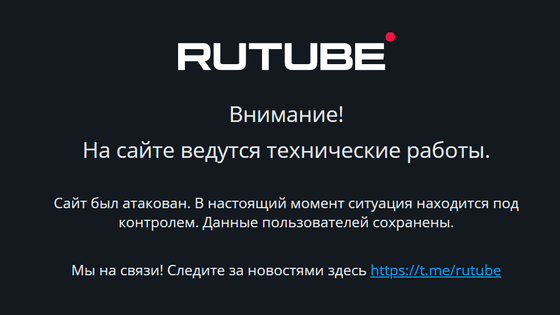 RUTUBE
Внимание!
На сайте ведутся технические работы.
Сайт был атакован. В настоящий момент ситуация находится под
контролем. Данные пользователей сохранены.
Мы на связи! Следите за новостями здесь https://t.me/rutube